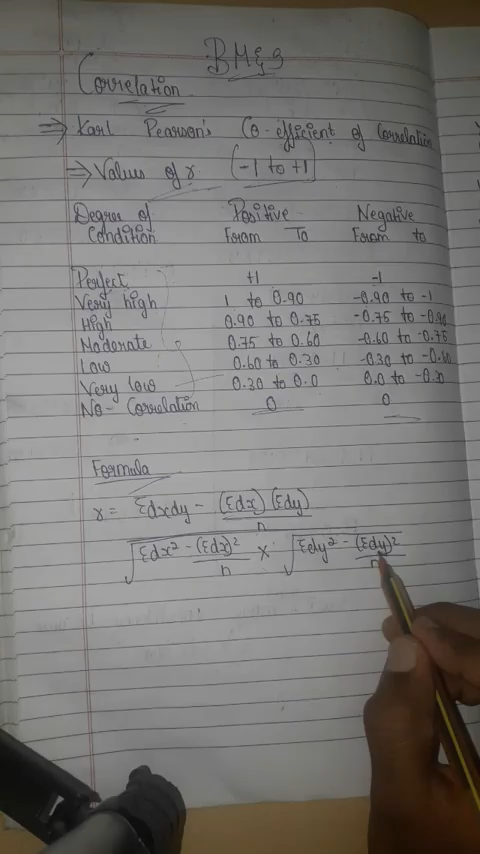 BM&S
Correlation
⇒ Karl Pearson's Co-efficient of Correlation
⇒ Values of r (-1 to +1)
Degree of Positive Negative
Condition From To From to
Perfect +1 -1
Very high 1 to 0.90 -0.90 to -1
High 0.90 to 0.75 -0.75 to -0.90
Moderate 0.75 to 0.60 -0.60 to -0.75
Low 0.60 to 0.30 -0.30 to -0.60
Very low 0.30 to 0.0 0.0 to -0.30
No-Correlation 0 0
Formula
r = Σdxdy - (Σdx)(Σdy)
n
√Σdx² - (Σdx)² × √Σdy² - (Σdy)²
n n